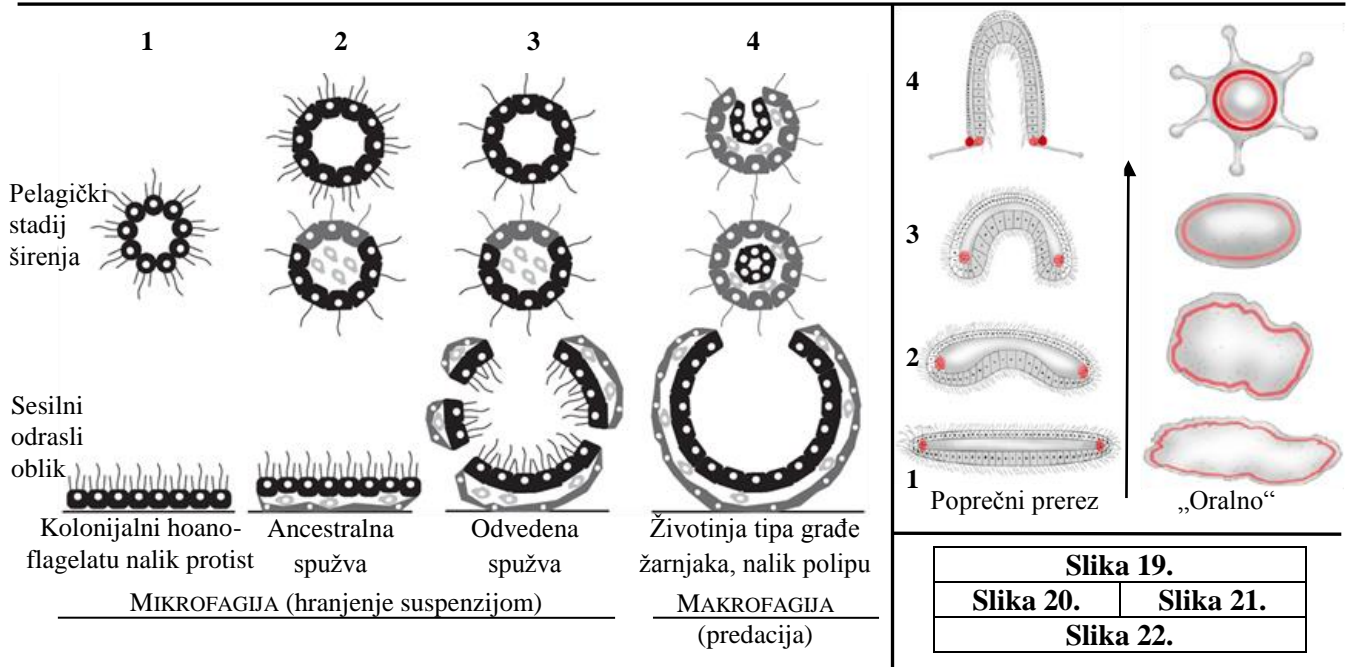 1 2 3 4
Pelagički
stadij
širenja
Sesilni
odrasli
oblik
Kolonijalni hoano-
flagelatu nalik protist
Ancestralna
spužva
Odvedena
spužva
Životinja tipa građe
žarnjaka, nalik polipu
MIKROFAGIJA (hranjenje suspenzijom)
MAKROFAGIJA
(predacija)
4
3
2
1
Poprečni prerez
„Oralno“
Slika 19.
Slika 20. Slika 21.
Slika 22.